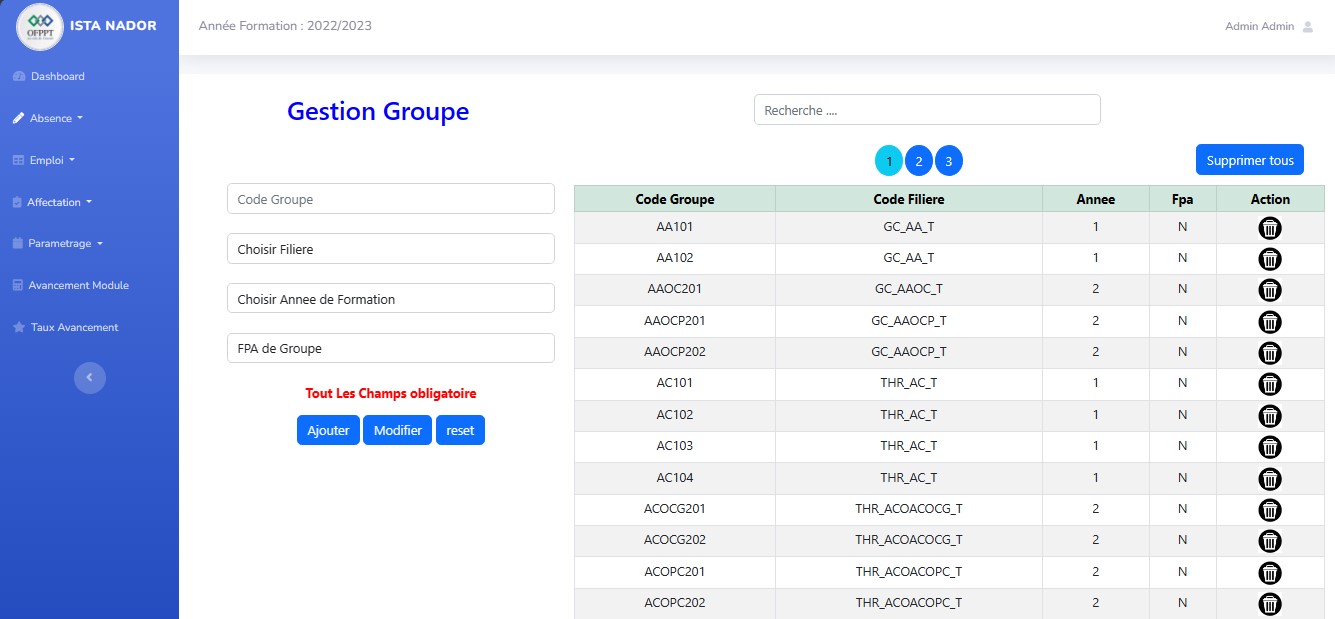 OFPPT
ISTA NADOR
Année Formation : 2022/2023
Admin Admin
Dashboard
Absence
Emploi
Affectation
Parametrage
Avancement Module
Taux Avancement
Gestion Groupe
Code Groupe
Choisir Filiere
Choisir Annee de Formation
FPA de Groupe
Tout Les Champs obligatoire
Ajouter Modifier reset
Recherche ....
1 2 3
Supprimer tous
Code Groupe Code Filiere Annee Fpa Action
AA101 GC_AA_T 1 N
AA102 GC_AA_T 1 N
AAOC201 GC_AAOC_T 2 N
AAOCP201 GC_AAOCP_T 2 N
AAOCP202 GC_AAOCP_T 2 N
AC101 THR_AC_T 1 N
AC102 THR_AC_T 1 N
AC103 THR_AC_T 1 N
AC104 THR_AC_T 1 N
ACOCG201 THR_ACOACOCG_T 2 N
ACOCG202 THR_ACOACOCG_T 2 N
ACOPC201 THR_ACOACOPC_T 2 N
ACOPC202 THR_ACOACOPC_T 2 N